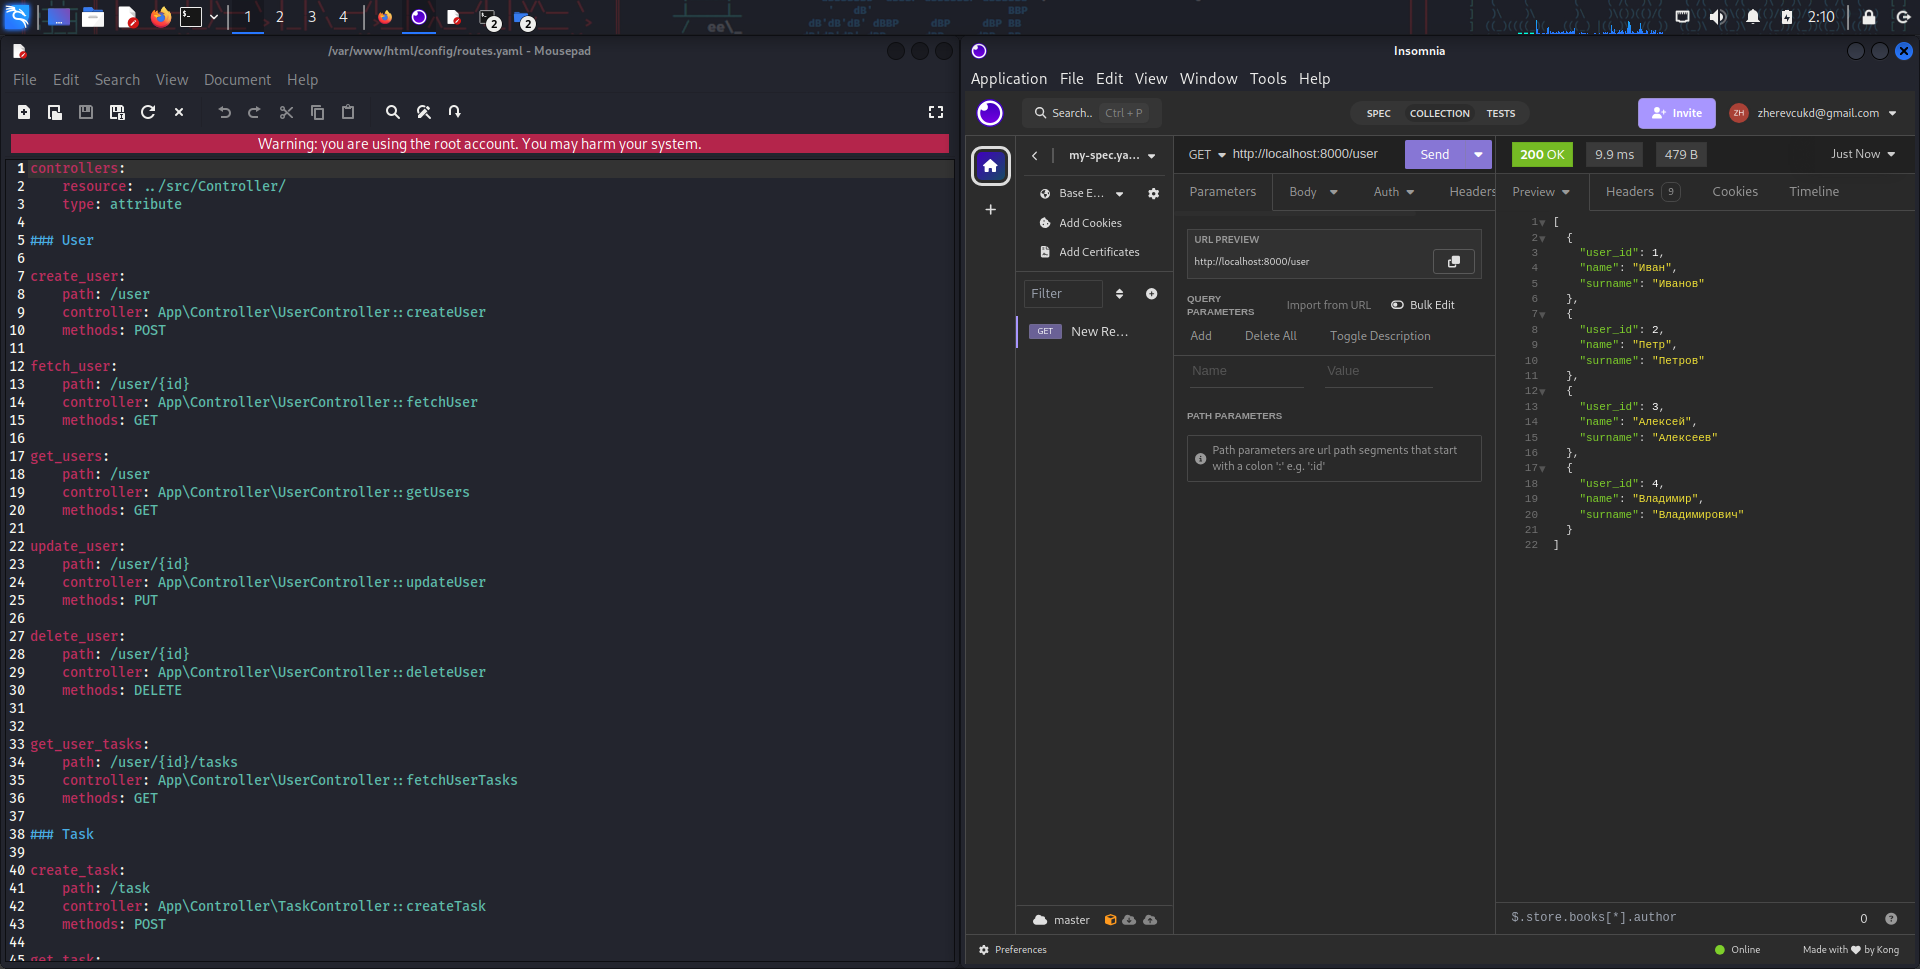 1 2 3 4 2 2 2:10
/var/www/html/config/routes.yaml - Mousepad
File Edit Search View Document Help
Warning: you are using the root account. You may harm your system.
1 controllers:
2 resource: ../src/Controller/
3 type: attribute
4
5 ### User
6
7 create_user:
8 path: /user
9 controller: App\Controller\UserController::createUser
10 methods: POST
11
12 fetch_user:
13 path: /user/{id}
14 controller: App\Controller\UserController::fetchUser
15 methods: GET
16
17 get_users:
18 path: /user
19 controller: App\Controller\UserController::getUsers
20 methods: GET
21
22 update_user:
23 path: /user/{id}
24 controller: App\Controller\UserController::updateUser
25 methods: PUT
26
27 delete_user:
28 path: /user/{id}
29 controller: App\Controller\UserController::deleteUser
30 methods: DELETE
31
32
33 get_user_tasks:
34 path: /user/{id}/tasks
35 controller: App\Controller\UserController::fetchUserTasks
36 methods: GET
37
38 ### Task
39
40 create_task:
41 path: /task
42 controller: App\Controller\TaskController::createTask
43 methods: POST
44
45 get_task:
Insomnia
Application File Edit View Window Tools Help
Search.. Ctrl + P
SPEC COLLECTION TESTS
Invite
ZH zherevcukd@gmail.com
my-spec.ya...
Base E...
Add Cookies
Add Certificates
Filter
GET New Re...
master
GET http://localhost:8000/user Send
Parameters Body Auth Headers
URL PREVIEW
http://localhost:8000/user
QUERY PARAMETERS Import from URL Bulk Edit
Add Delete All Toggle Description
Name Value
PATH PARAMETERS
Path parameters are url path segments that start
with a colon ':' e.g. ':id'
200 OK 9.9 ms 479 B Just Now
Preview Headers 9 Cookies Timeline
1 [
2 {
3 "user_id": 1,
4 "name": "Иван",
5 "surname": "Иванов"
6 },
7 {
8 "user_id": 2,
9 "name": "Петр",
10 "surname": "Петров"
11 },
12 {
13 "user_id": 3,
14 "name": "Алексей",
15 "surname": "Алексеев"
16 },
17 {
18 "user_id": 4,
19 "name": "Владимир",
20 "surname": "Владимирович"
21 }
22 ]
$.store.books[*].author 0
Preferences Online Made with ❤ by Kong